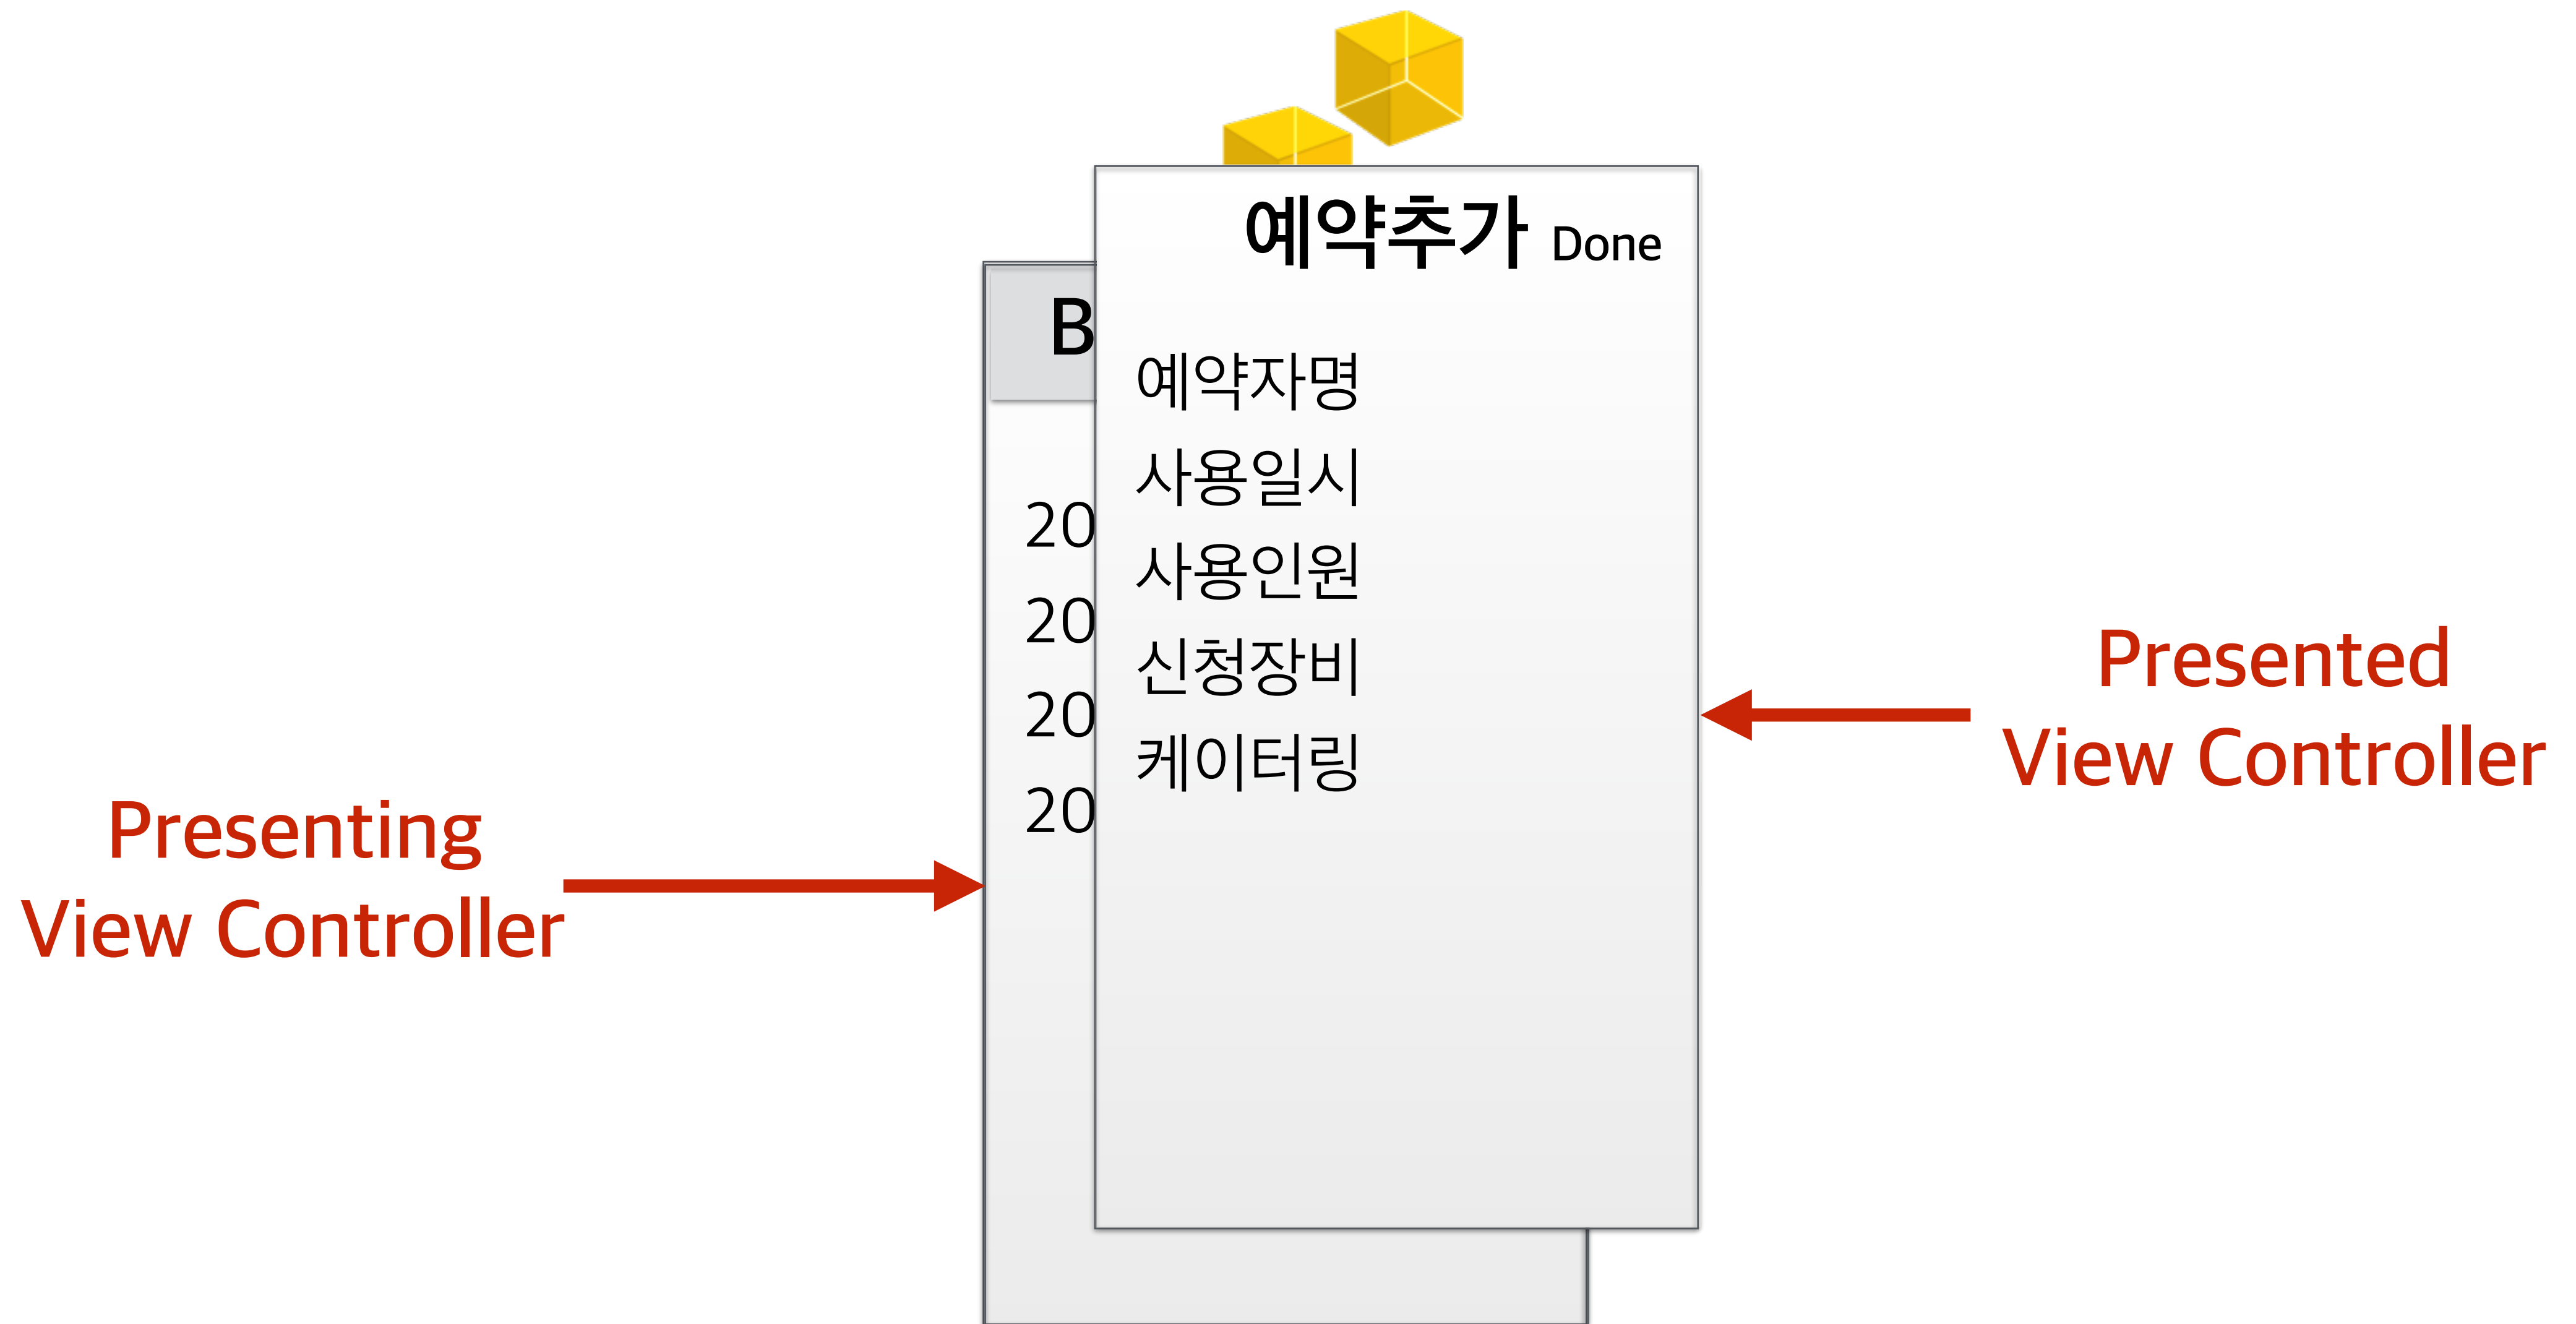 예약추가 Done
B
예약자명
사용일시
20
사용인원
20
신청장비
20
케이터링
20
Presenting
View Controller
Presented
View Controller